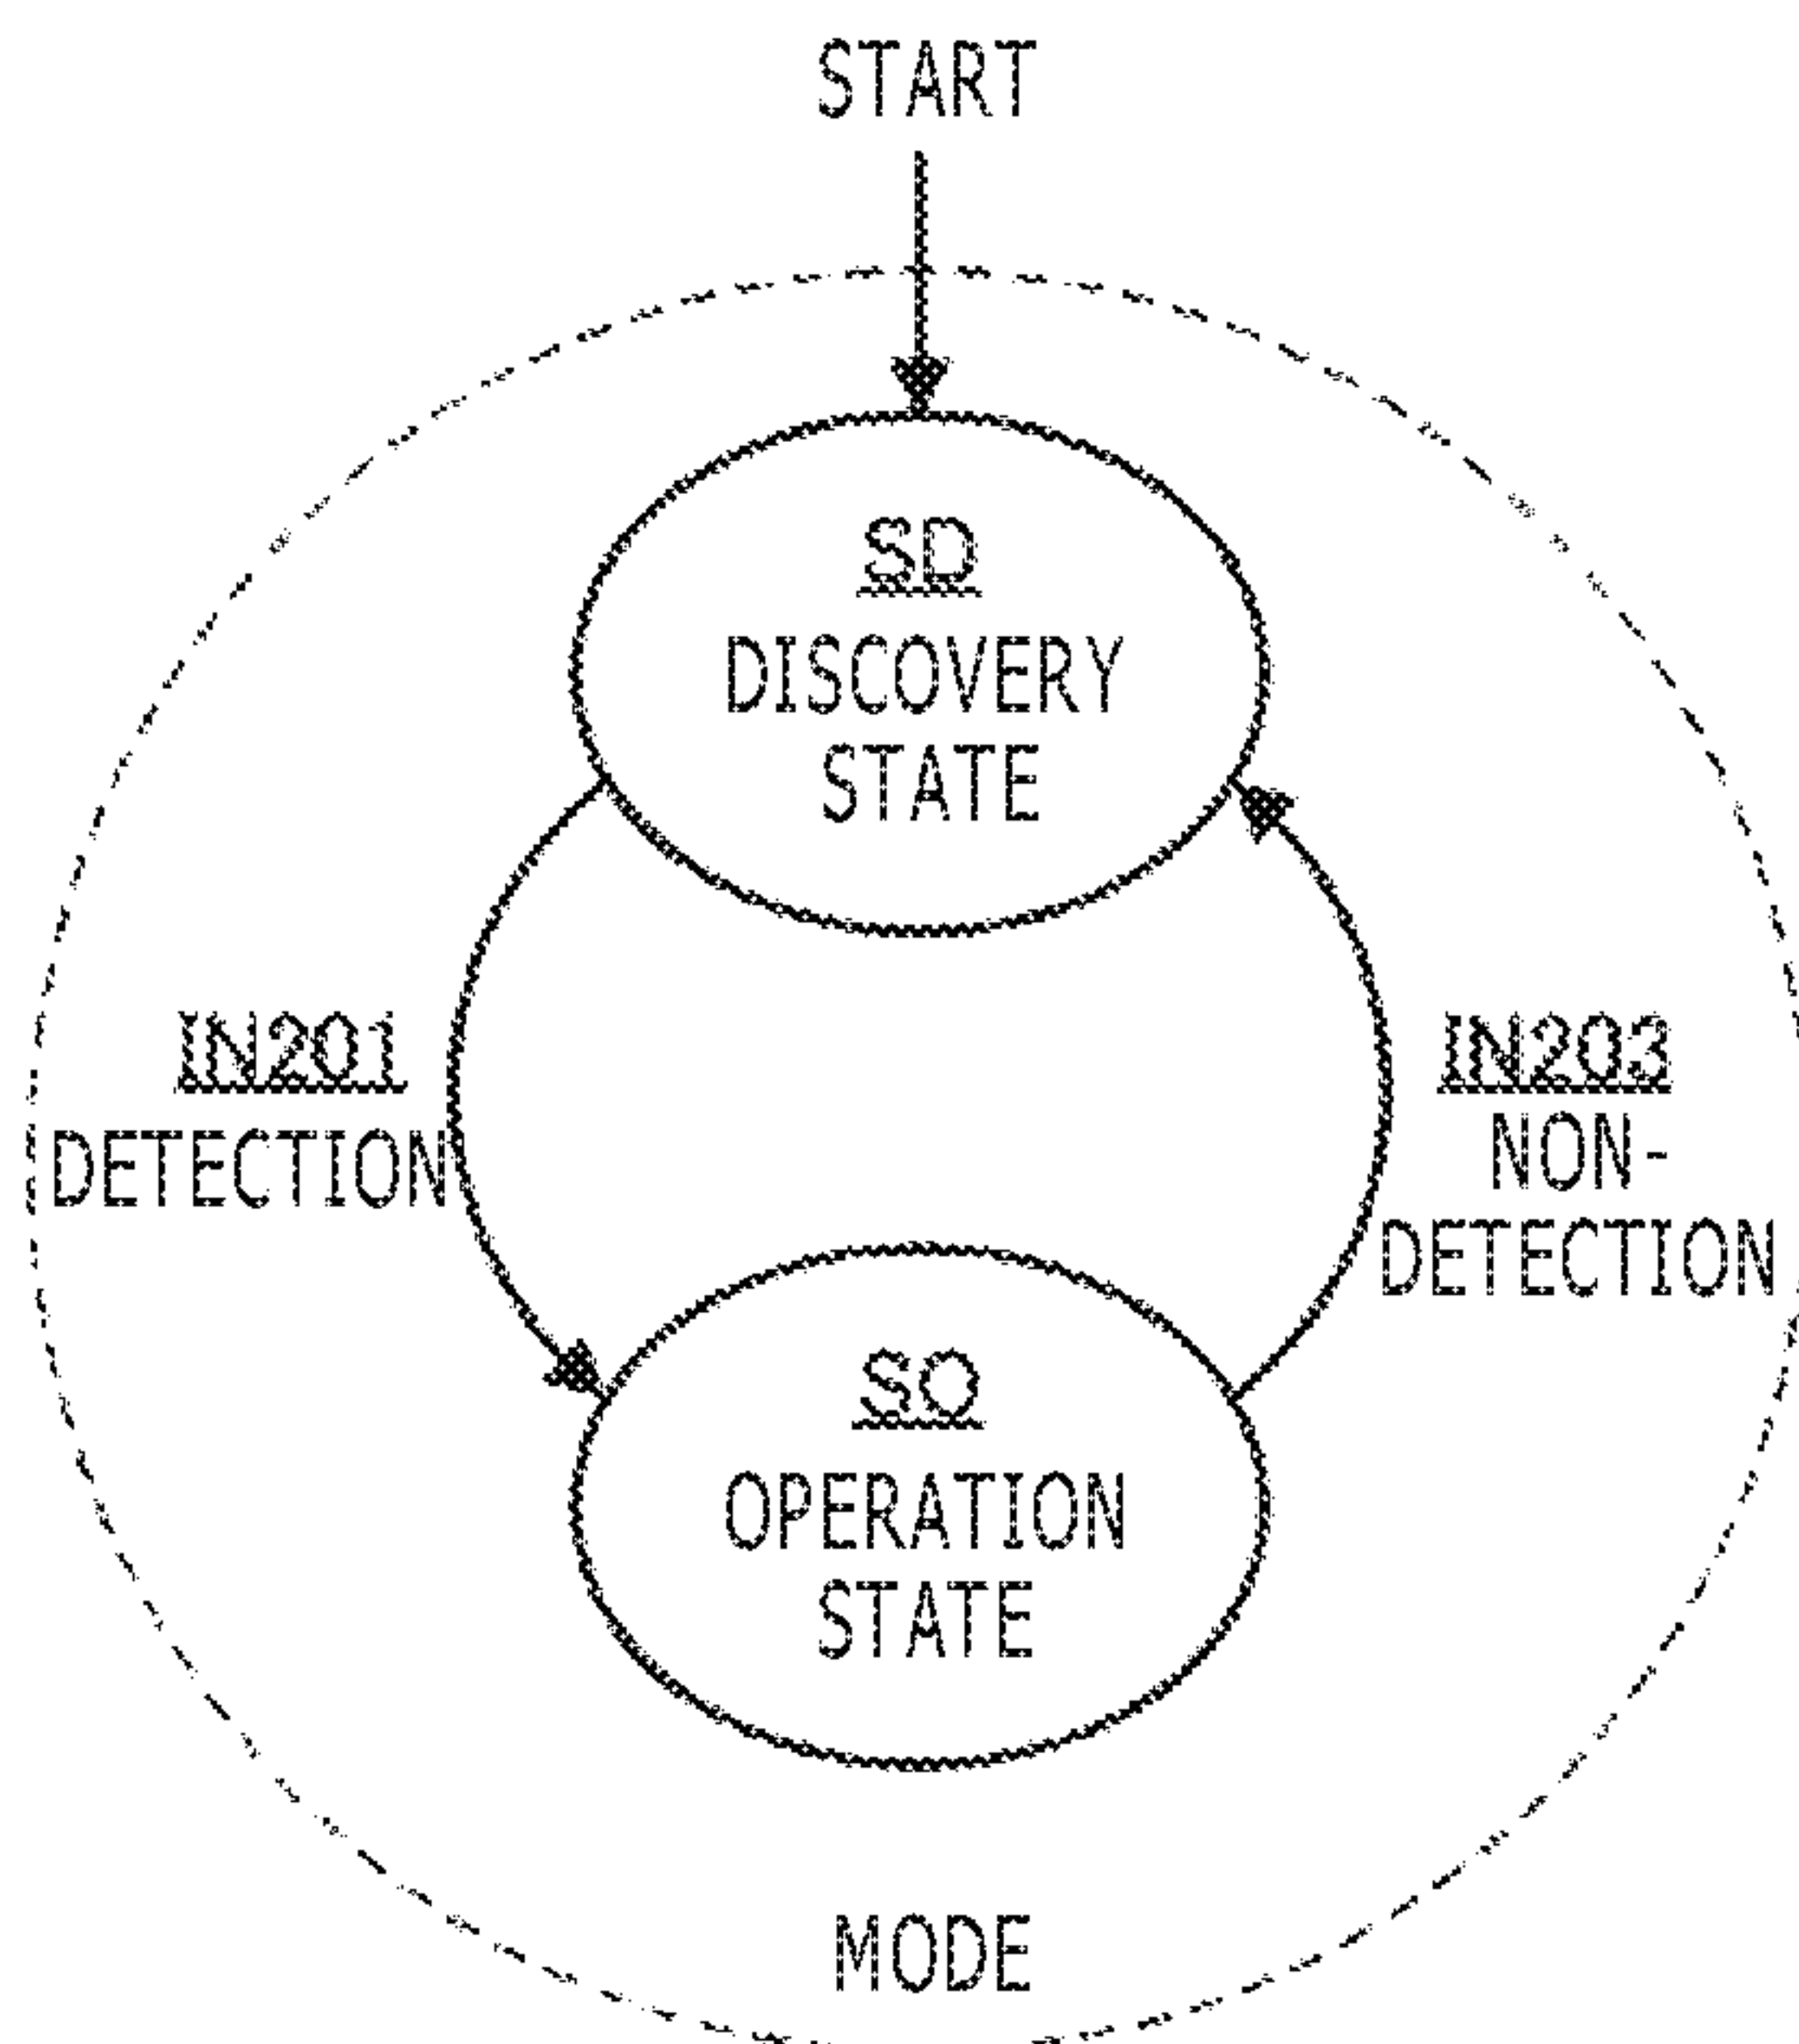 START
SD
DISCOVERY
STATE
IN201
DETECTION
IN203
NON-
DETECTION
SO
OPERATION
STATE
MODE